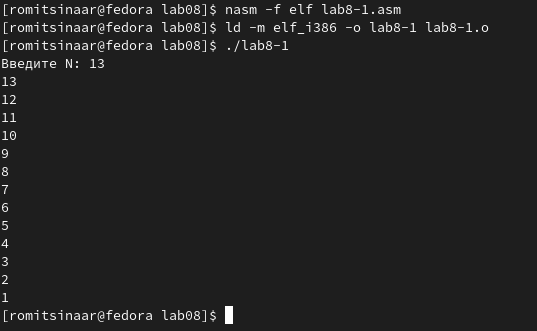 [romitsinaar@fedora lab08]$ nasm -f elf lab8-1.asm
[romitsinaar@fedora lab08]$ ld -m elf_i386 -o lab8-1 lab8-1.o
[romitsinaar@fedora lab08]$ ./lab8-1
Введите N: 13
13
12
11
10
9
8
7
6
5
4
3
2
1
[romitsinaar@fedora lab08]$